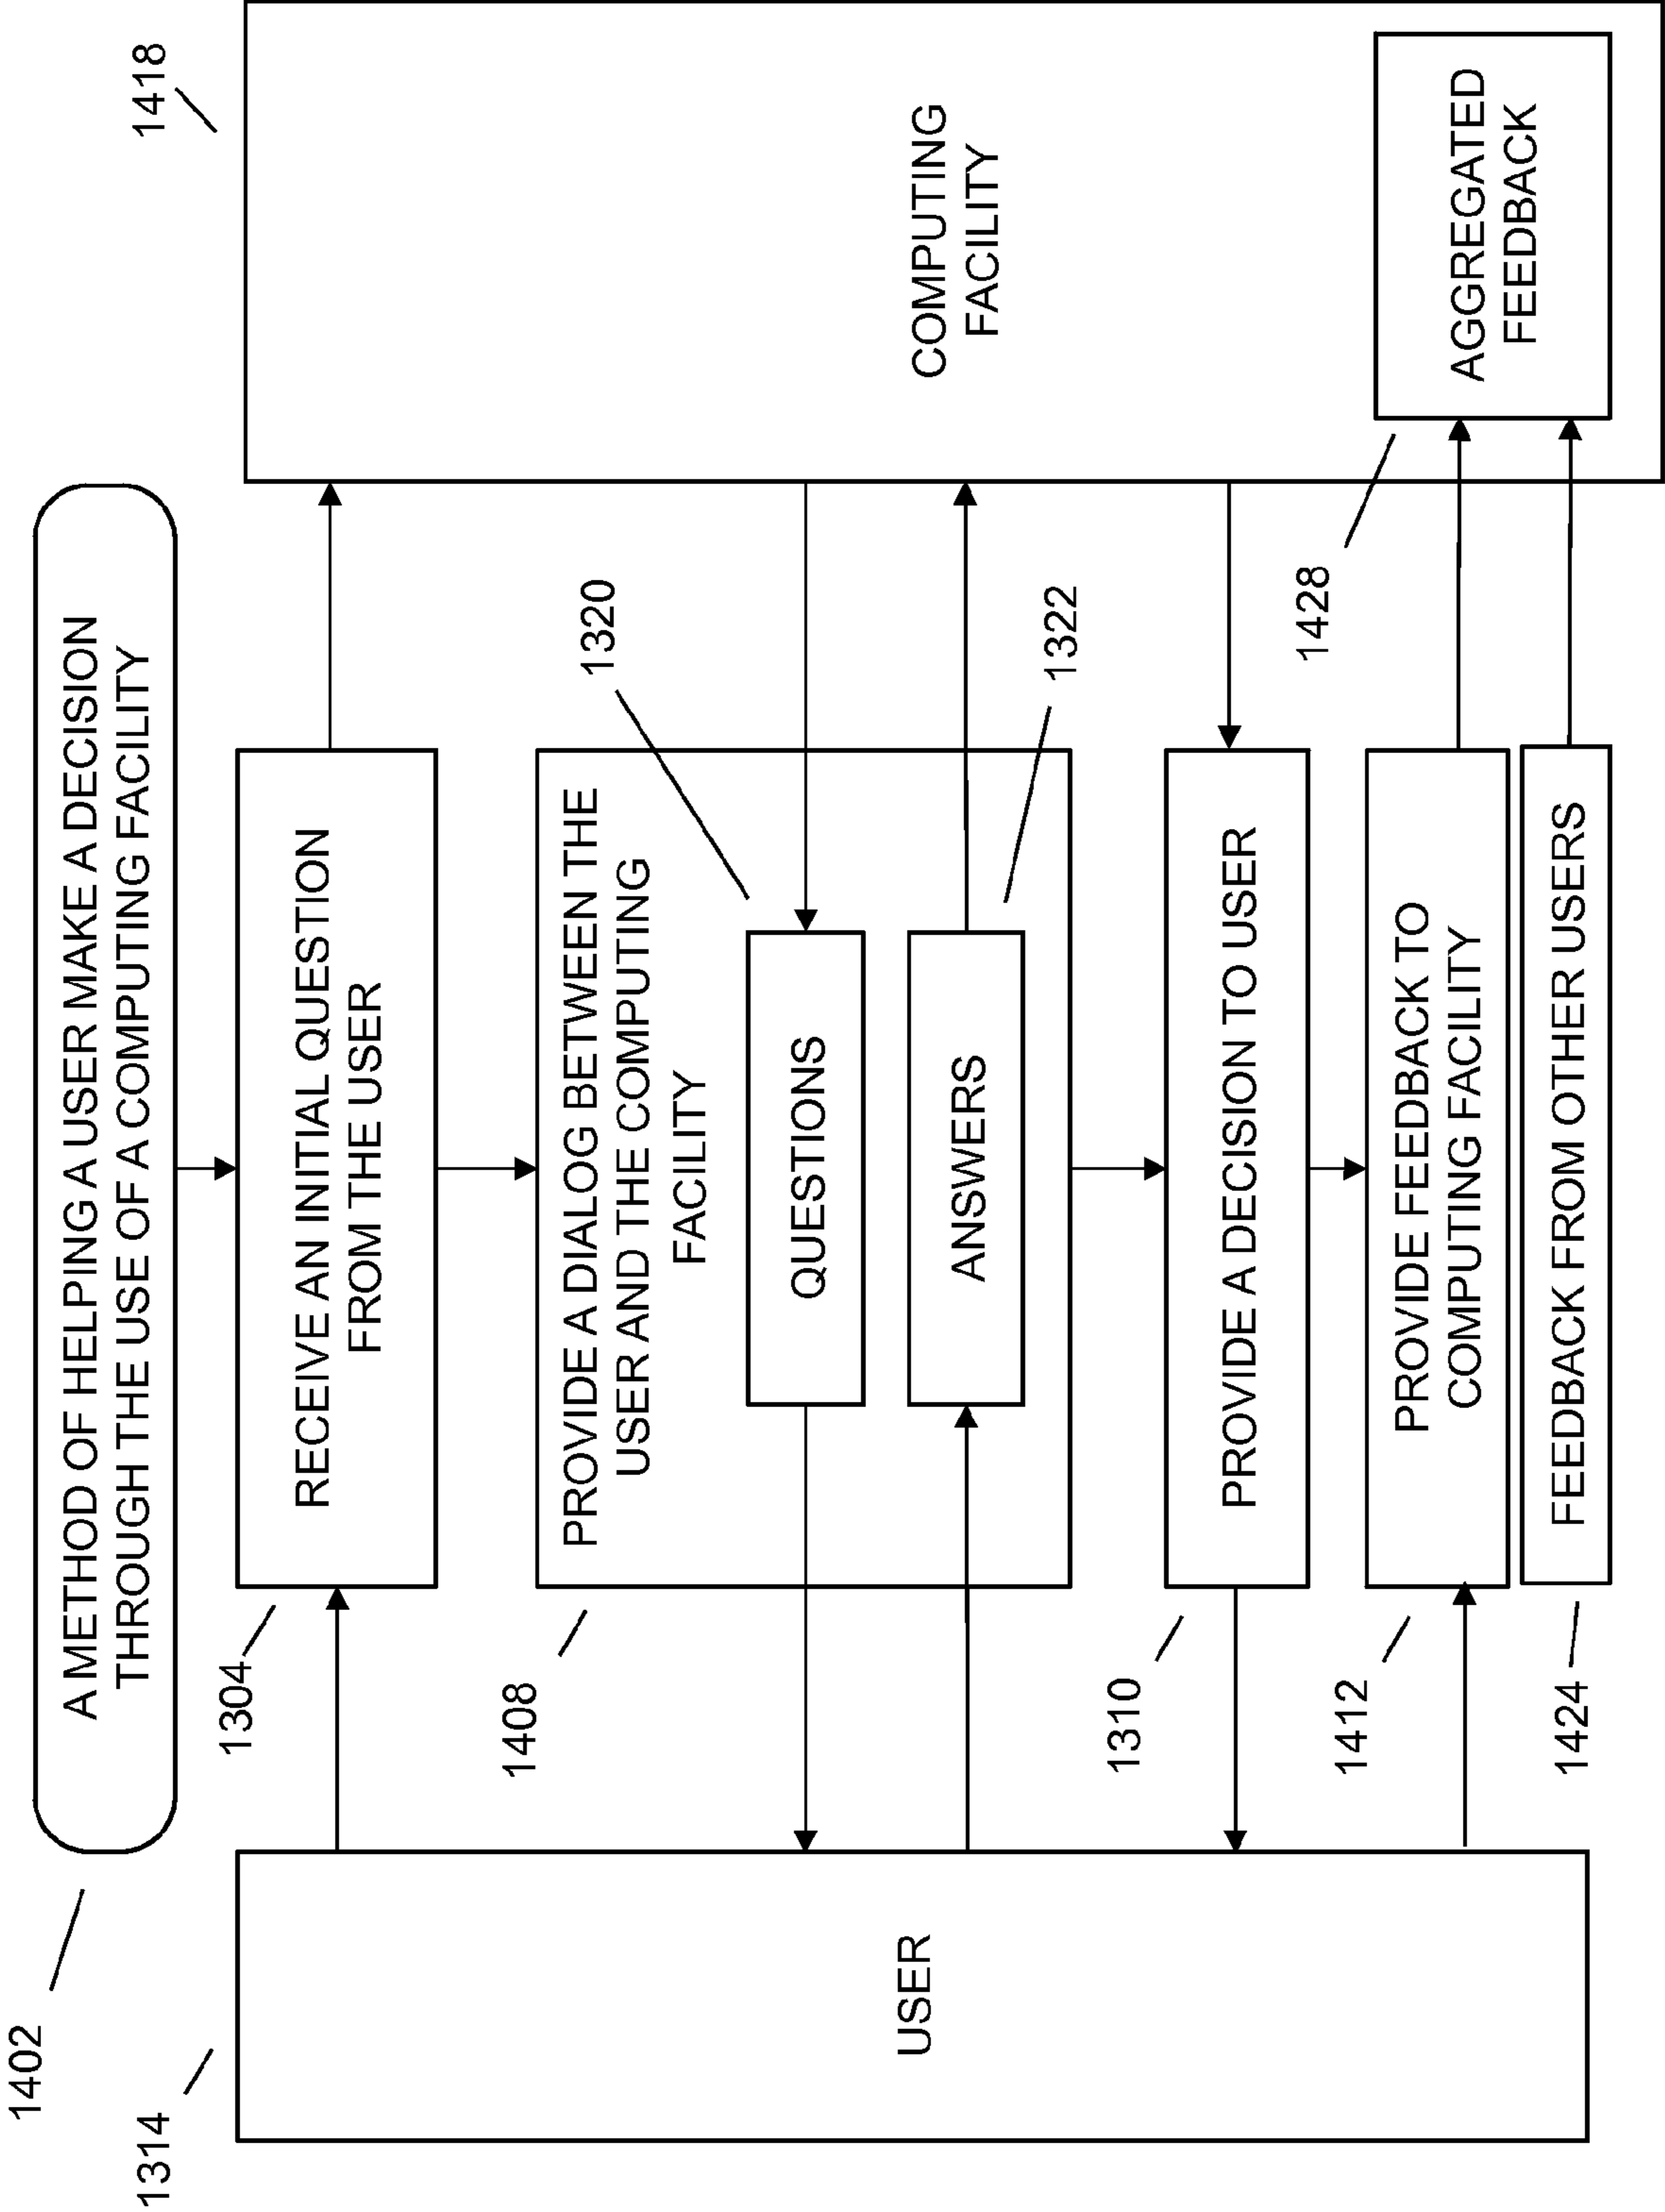 1402
A METHOD OF HELPING A USER MAKE A DECISION
THROUGH THE USE OF A COMPUTING FACILITY
1314
1418
USER
1304
RECEIVE AN INITIAL QUESTION
FROM THE USER
1408
PROVIDE A DIALOG BETWEEN THE
USER AND THE COMPUTING
FACILITY
1320
QUESTIONS
ANSWERS
1322
COMPUTING
FACILITY
1310
PROVIDE A DECISION TO USER
1412
PROVIDE FEEDBACK TO
COMPUTING FACILITY
1428
AGGREGATED
FEEDBACK
1424
FEEDBACK FROM OTHER USERS